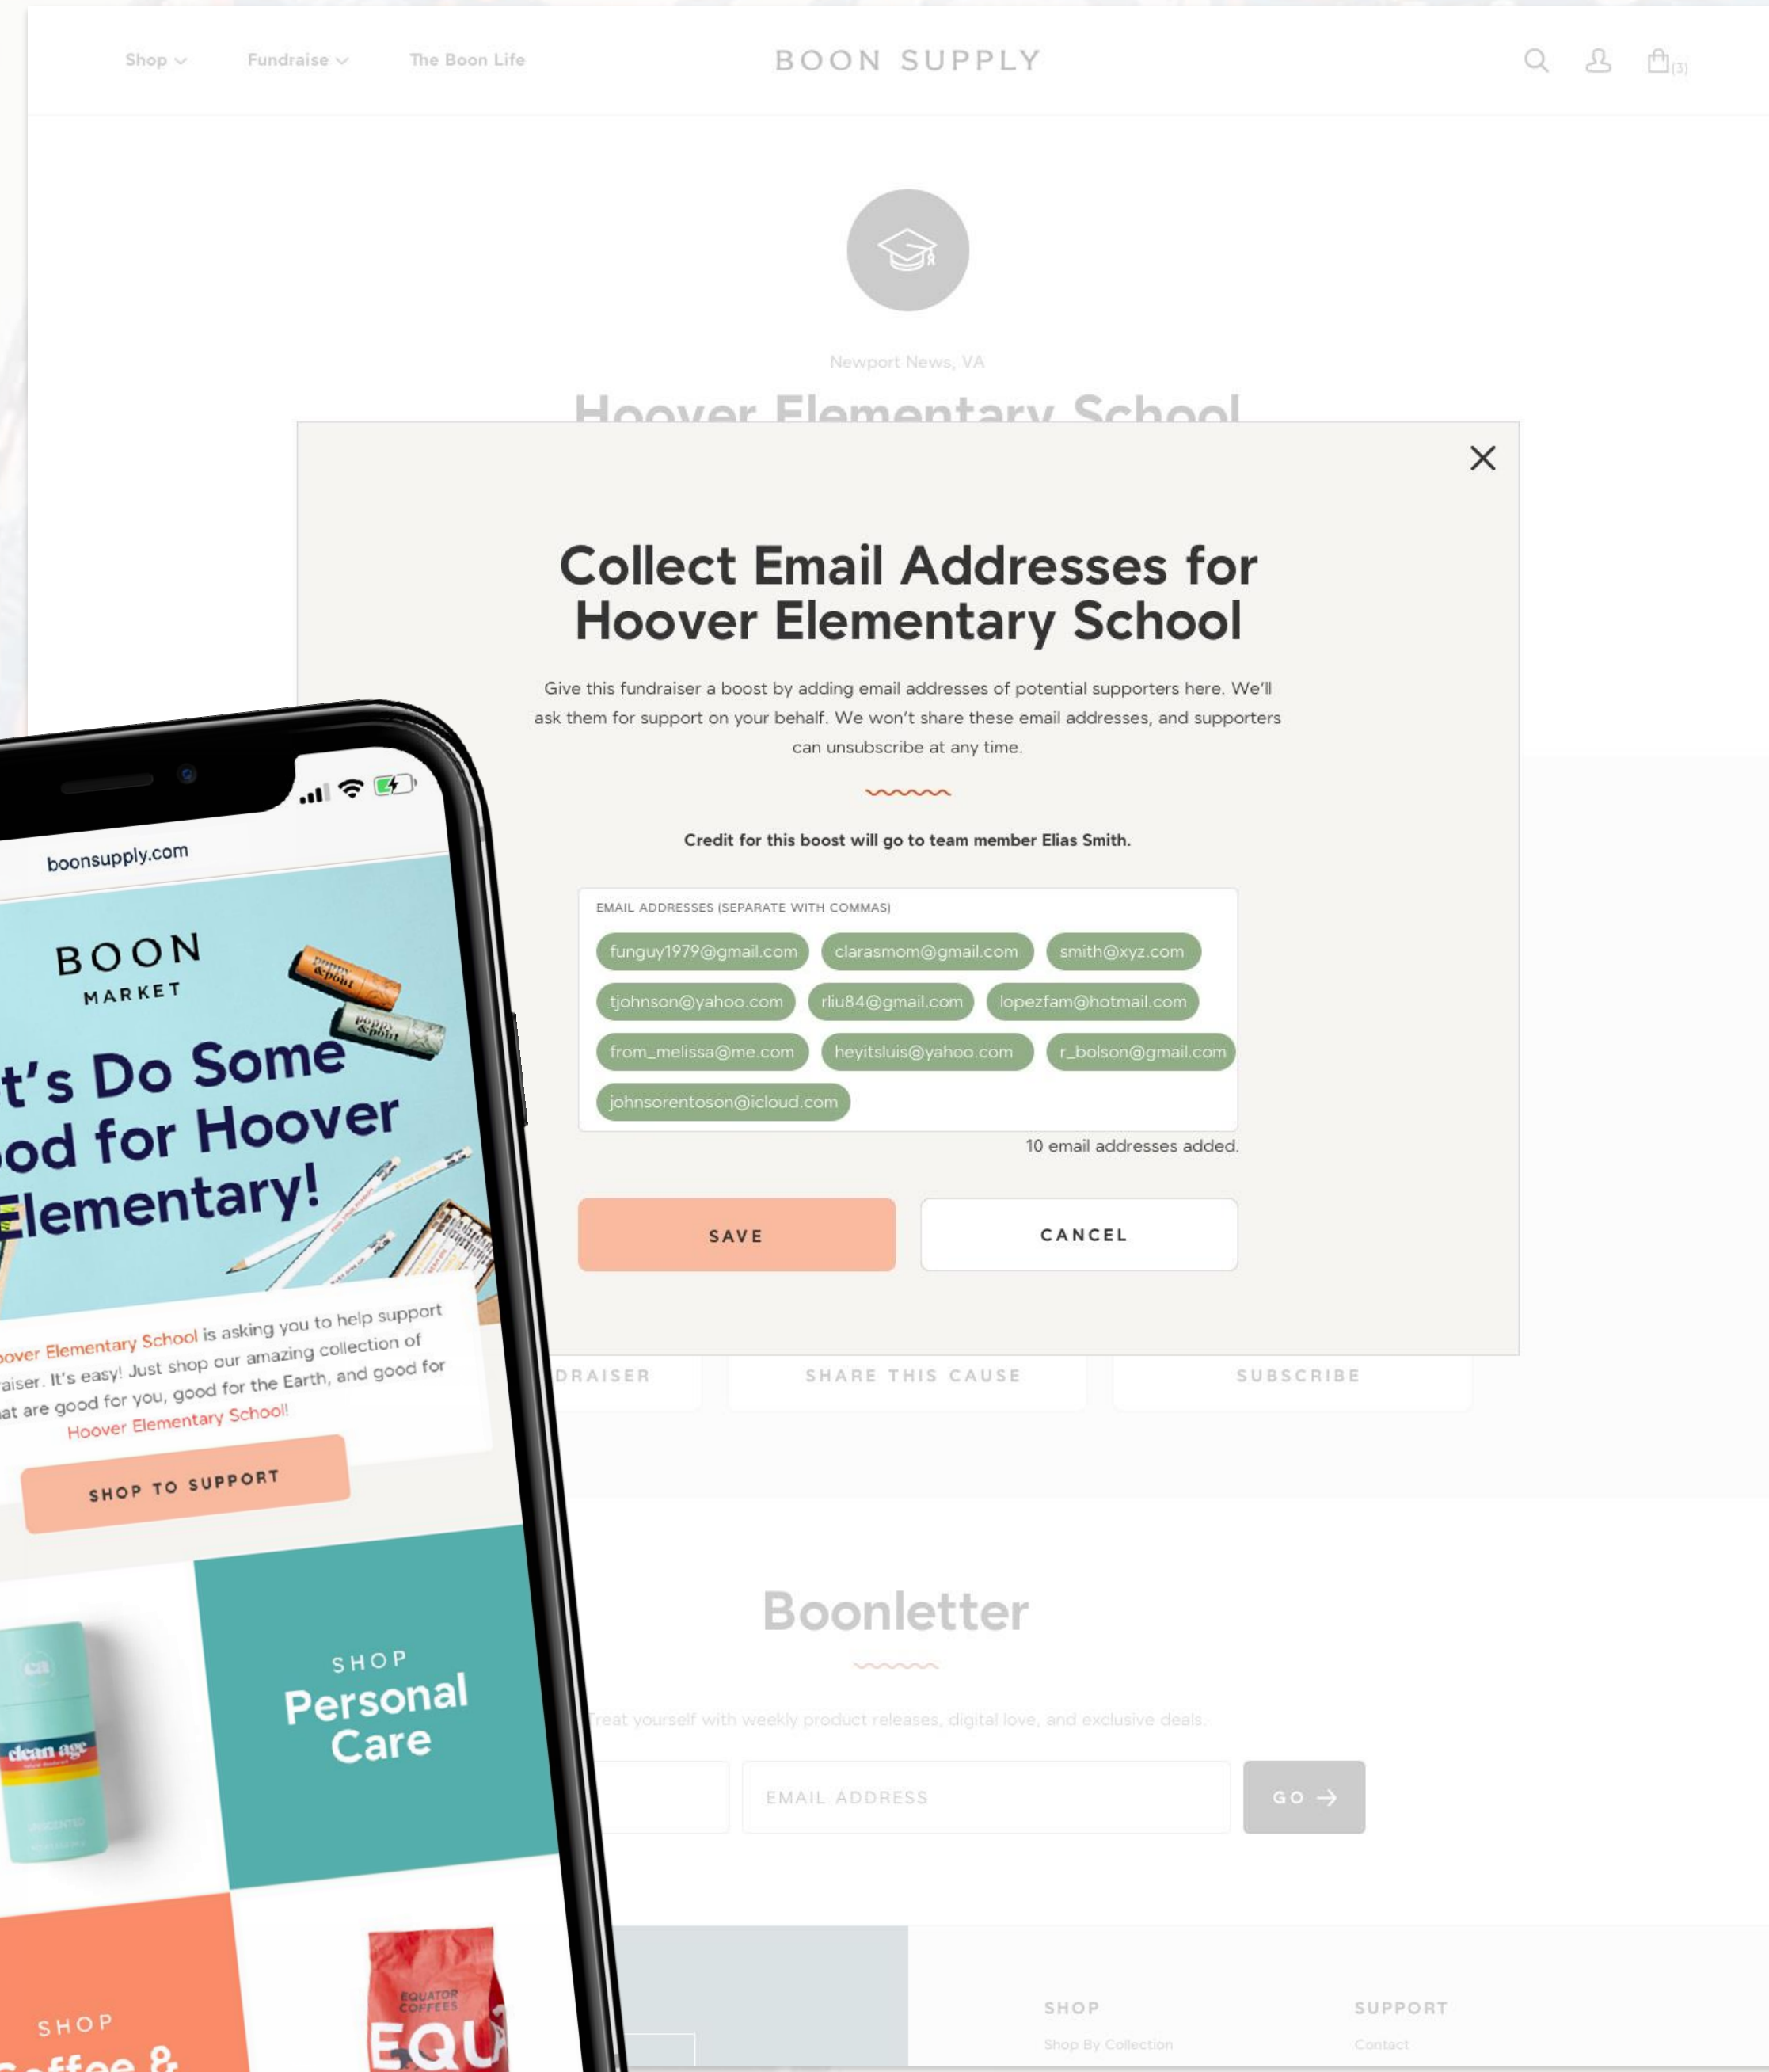 Shop
Fundraise
The Boon Life
BOON SUPPLY
(3)
Newport News, VA
Hoover Elementary School
Collect Email Addresses for
Hoover Elementary School
Give this fundraiser a boost by adding email addresses of potential supporters here. We'll
ask them for support on your behalf. We won't share these email addresses, and supporters
can unsubscribe at any time.
Credit for this boost will go to team member Elias Smith.
EMAIL ADDRESSES (SEPARATE WITH COMMAS)
funguy1979@gmail.com clarasmom@gmail.com smith@xyz.com
tjohnson@yahoo.com rliu84@gmail.com lopezfam@hotmail.com
from_melissa@me.com heyitsluis@yahoo.com r_bolson@gmail.com
johnsorentoson@icloud.com
10 email addresses added.
SAVE
CANCEL
DRAISER
SHARE THIS CAUSE
SUBSCRIBE
Boonletter
Treat yourself with weekly product releases, digital love, and exclusive deals.
EMAIL ADDRESS
GO
SHOP
Shop By Collection
SUPPORT
Contact
boonsupply.com
BOON
MARKET
poppy
&pout
poppy
&pout
t's Do Some
od for Hoover
Elementary!
over Elementary School is asking you to help support
raiser. It's easy! Just shop our amazing collection of
at are good for you, good for the Earth, and good for
Hoover Elementary School!
SHOP TO SUPPORT
ca
clean age
UNSCENTED
SHOP
Personal
Care
SHOP
offee &
EQUATOR
COFFEES
EQUA